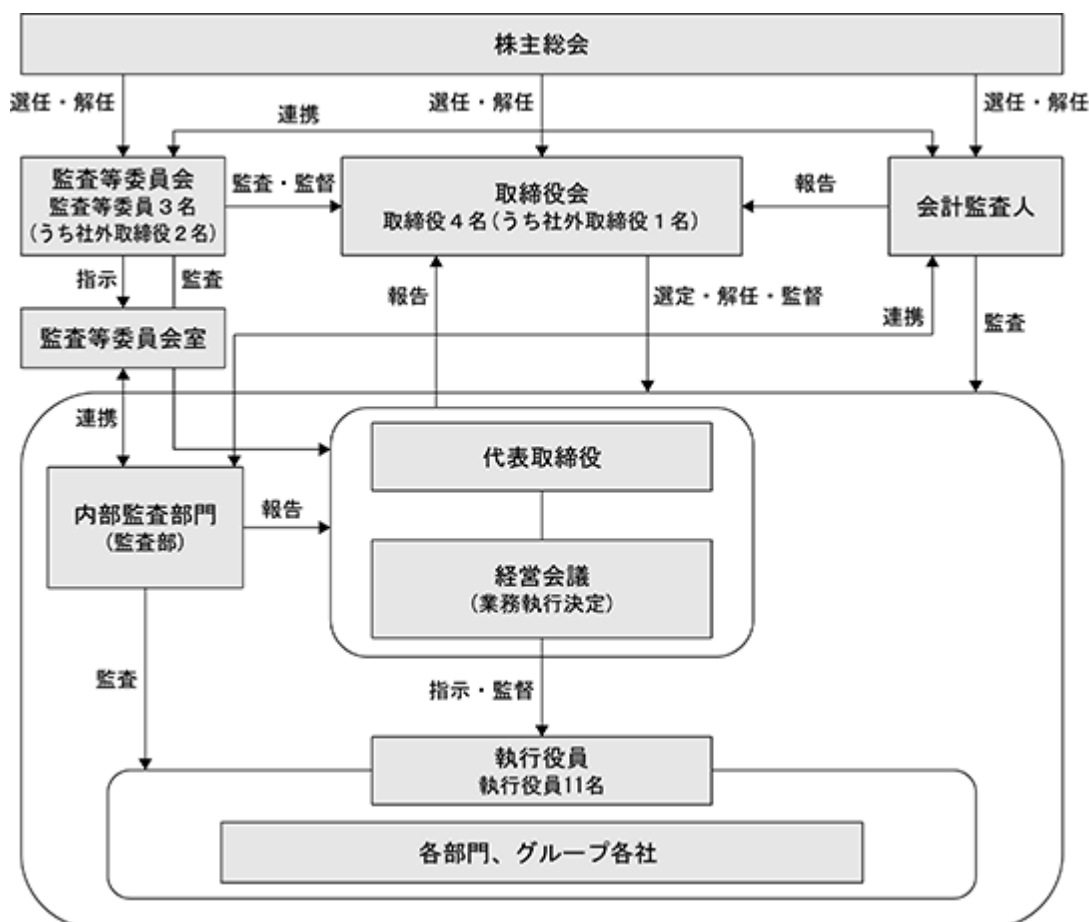 株主総会
選任・解任
選任・解任
選任・解任
連携
監査等委員会
監査等委員３名
(うち社外取締役２名)
監査・監督
取締役会
取締役４名(うち社外取締役１名)
報告
会計監査人
指示
監査
報告
選定・解任・監督
連携
監査
監査等委員会室
連携
代表取締役
内部監査部門
(監査部)
報告
経営会議
(業務執行決定)
監査
指示・監督
執行役員
執行役員11名
各部門、グループ各社